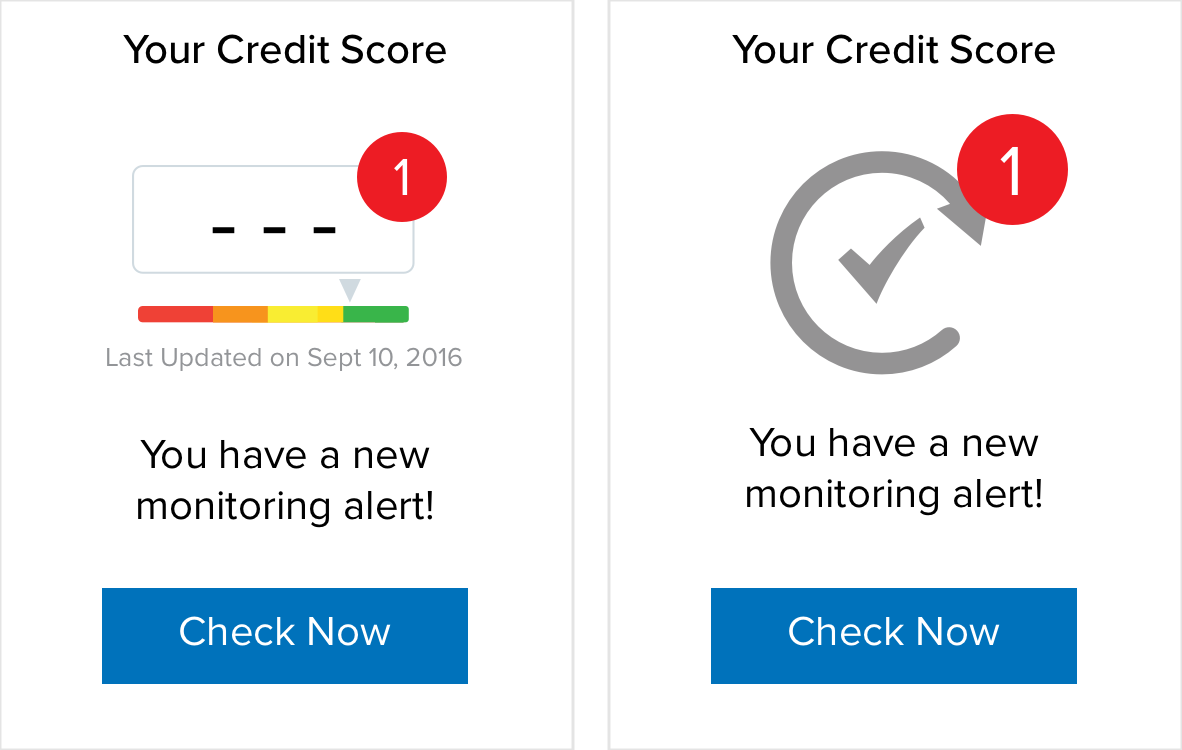 Your Credit Score
1
- - -
Last Updated on Sept 10, 2016
You have a new
monitoring alert!
Check Now
Your Credit Score
1
You have a new
monitoring alert!
Check Now